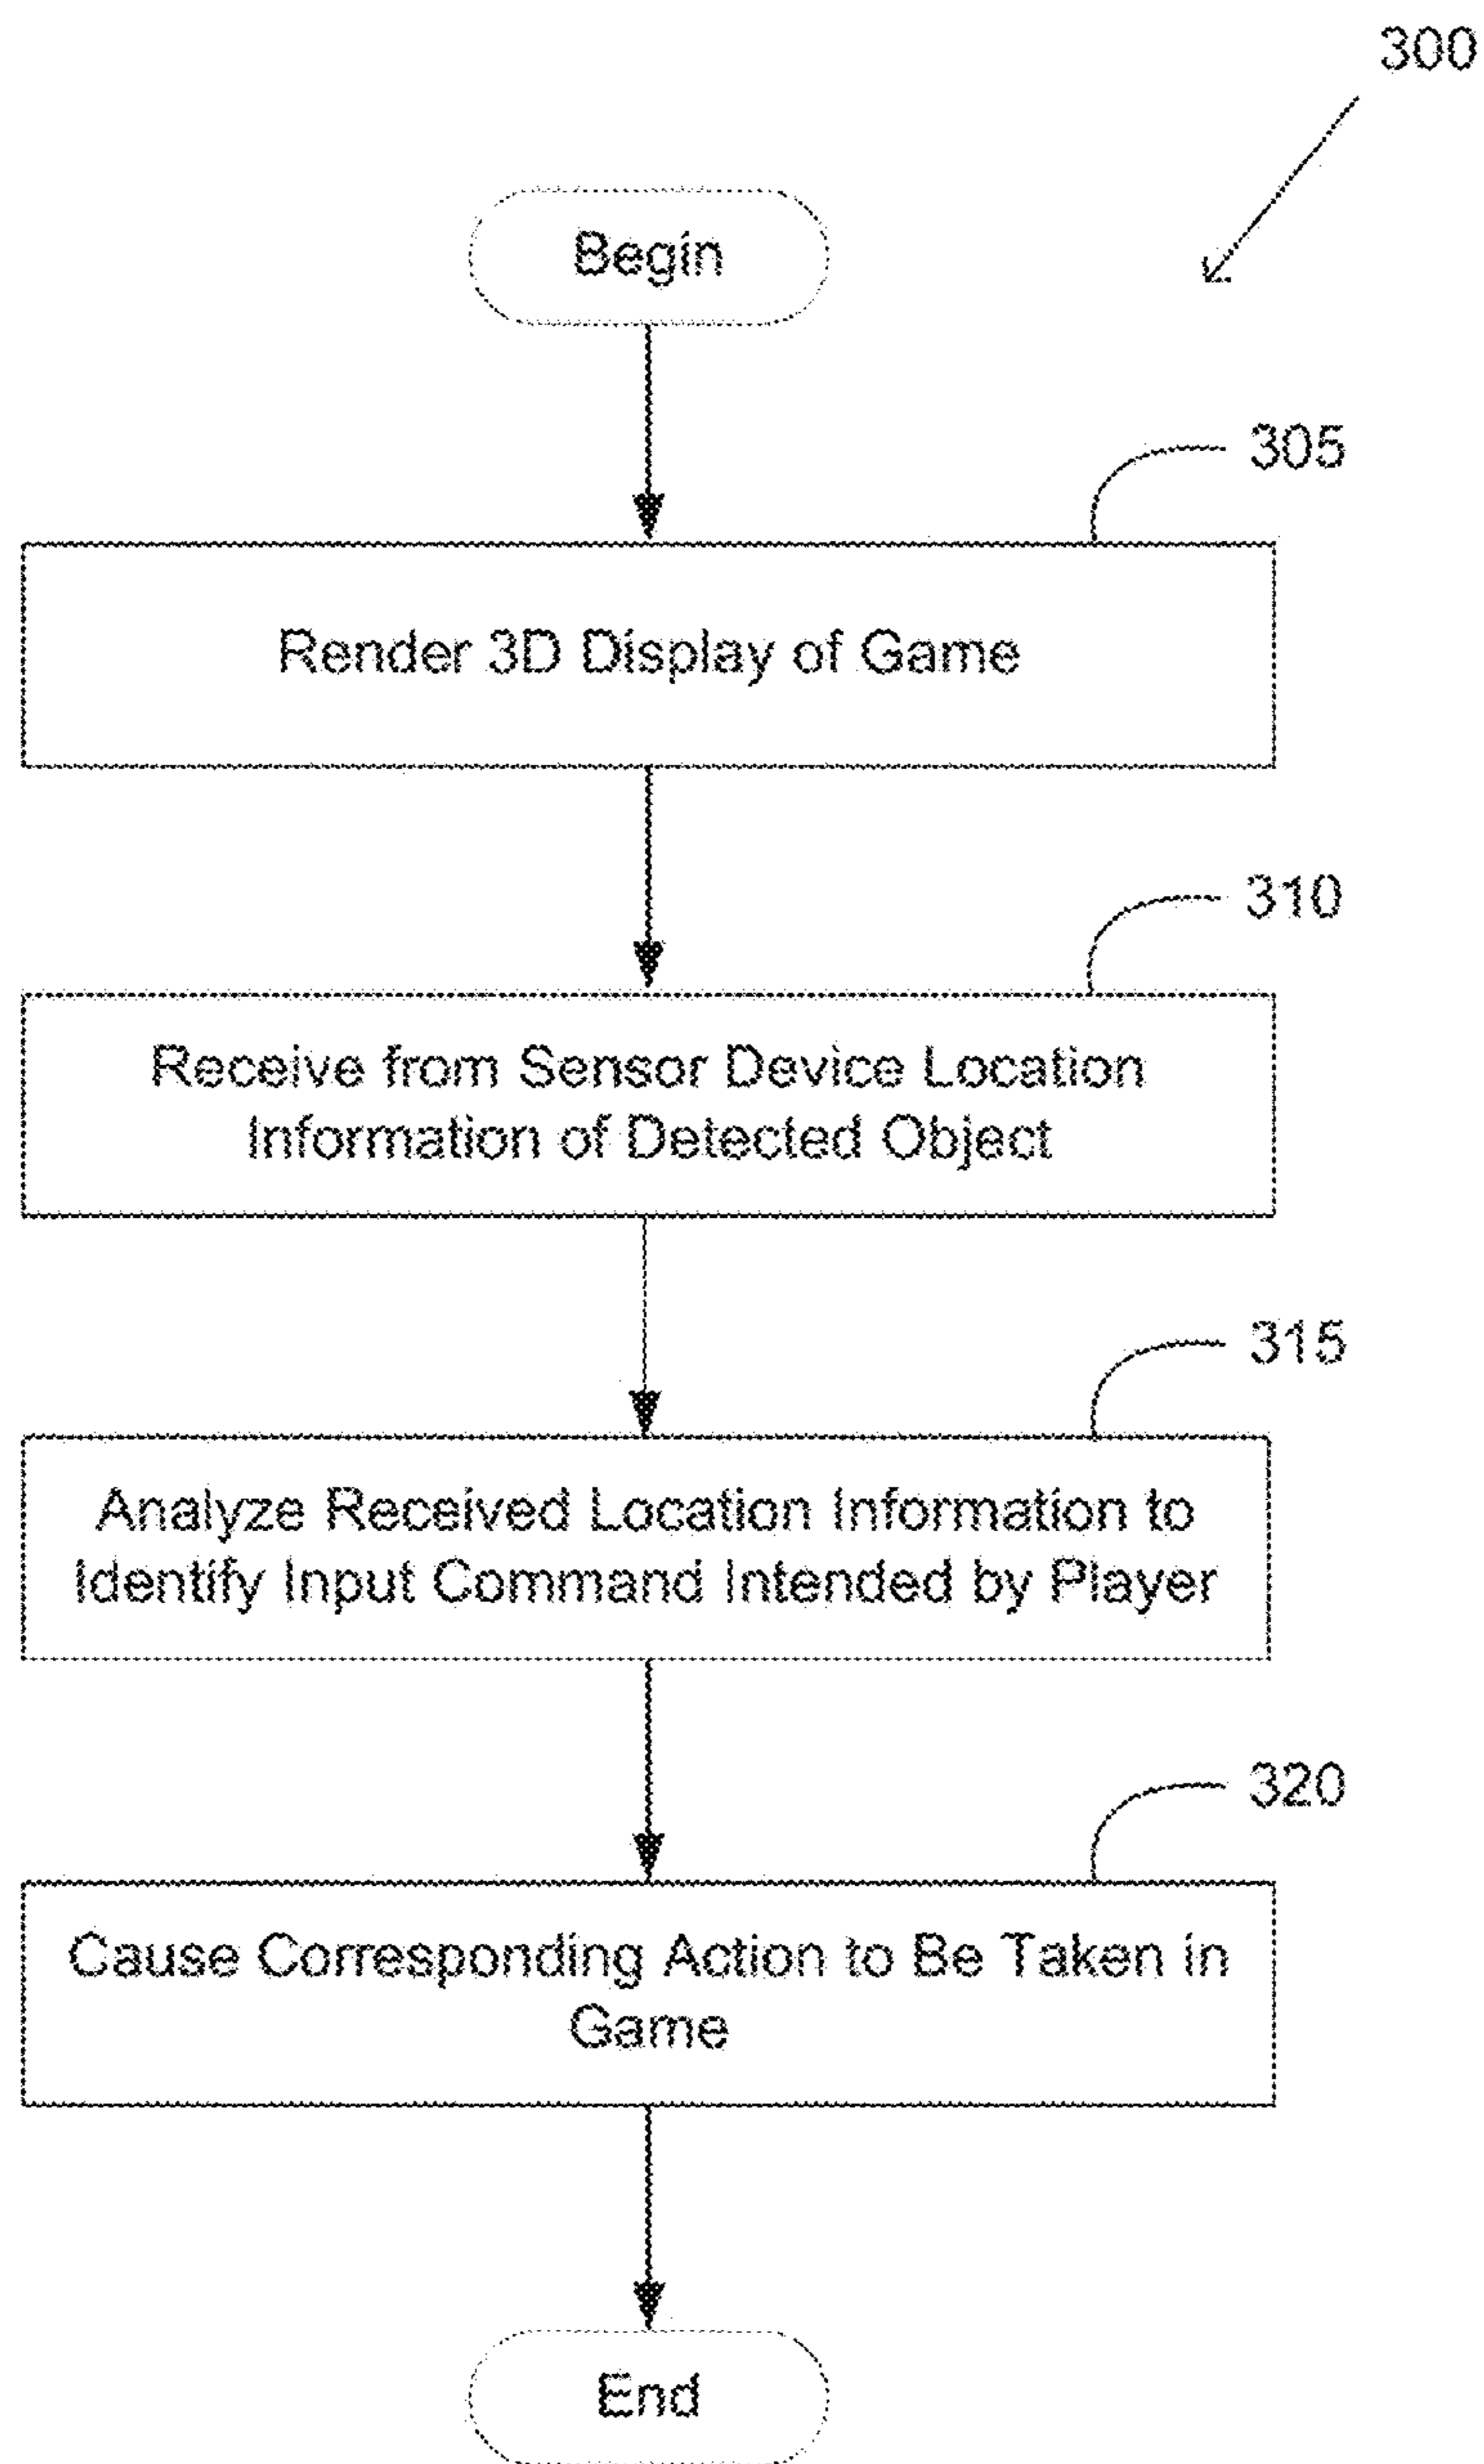 300
Begin
305
Render 3D Display of Game
310
Receive from Sensor Device Location
Information of Detected Object
315
Analyze Received Location Information to
Identify Input Command Intended by Player
320
Cause Corresponding Action to Be Taken in
Game
End